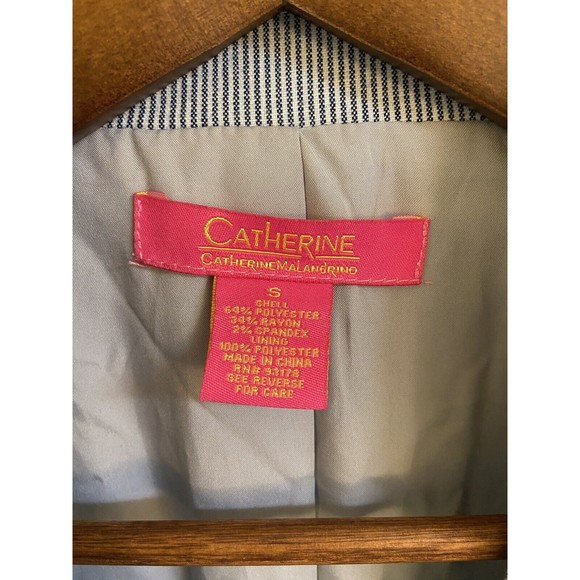 CATHERINE
CATHERINEMALANDRINO
S
SHELL
64% POLYESTER
34% RAYON
2% SPANDEX
LINING
100% POLYESTER
MADE IN CHINA
RN# 93178
SEE REVERSE
FOR CARE